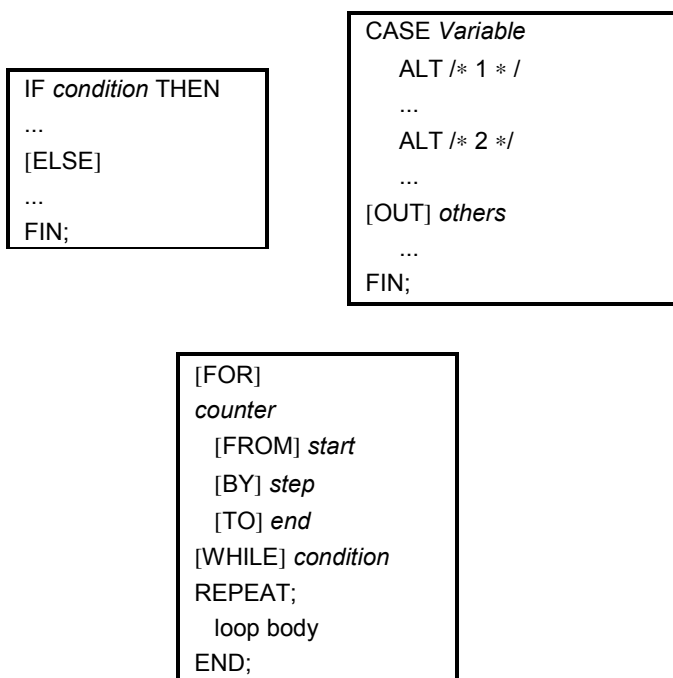 IF condition THEN
...
[ELSE]
...
FIN;
CASE Variable
ALT /∗ 1 ∗ /
...
ALT /∗ 2 ∗/
...
[OUT] others
...
FIN;
[FOR]
counter
[FROM] start
[BY] step
[TO] end
[WHILE] condition
REPEAT;
loop body
END;